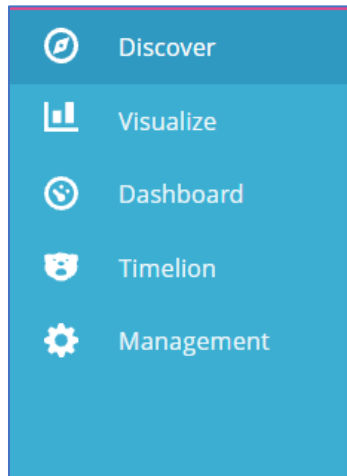 Discover
Visualize
Dashboard
Timelion
Management